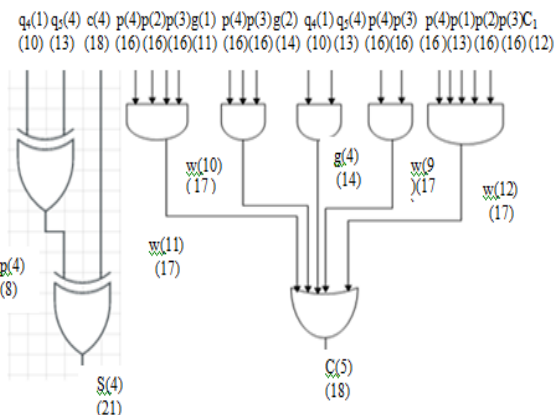 q₄(1) q₅(4) c(4) p(4)p(2)p(3)g(1) p(4)p(3)g(2) q₄(1) q₅(4) p(4)p(3) p(4)p(1)p(2)p(3)C₁
(10) (13) (18) (16)(16)(16)(11) (16)(16)(14) (10)(13) (16)(16) (16)(13)(16)(16)(12)
w(10)
(17)
g(4)
(14)
w(9
)(17
w(12)
(17)
w(11)
(17)
p(4)
(8)
C(5)
(18)
S(4)
(21)